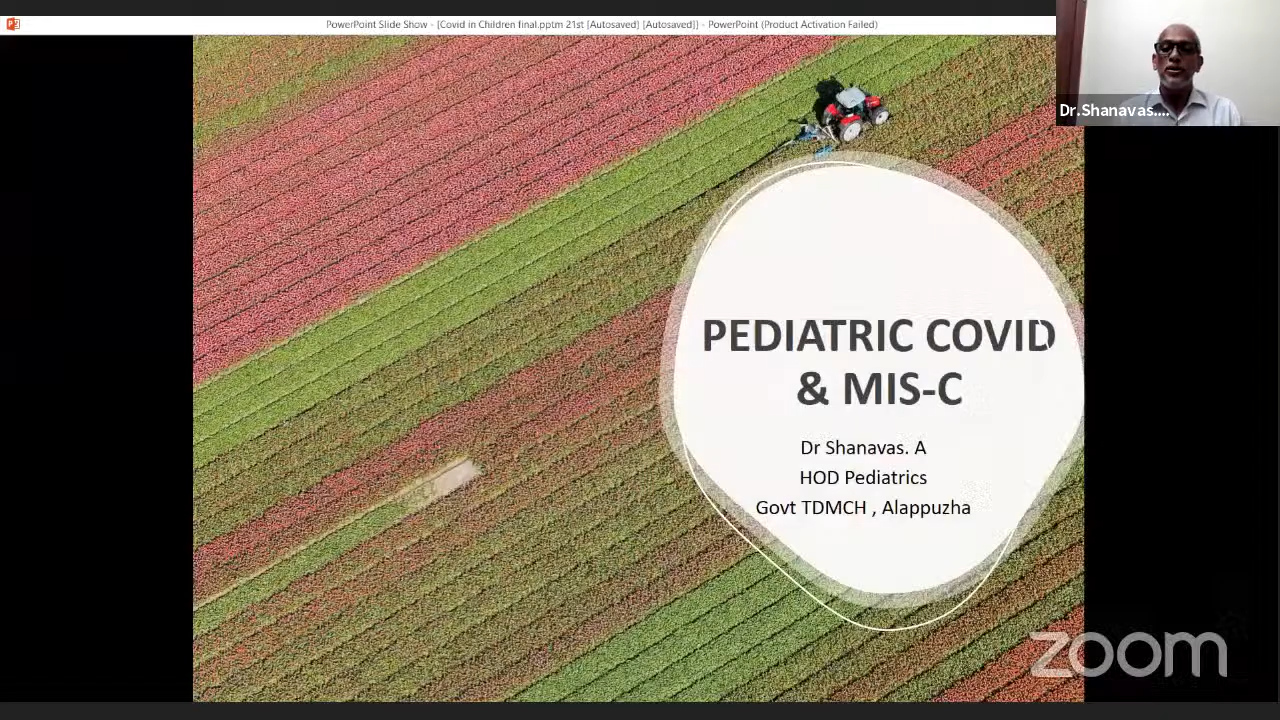 PowerPoint Slide Show - [Covid in Children final.pptm 21st [Autosaved] [Autosaved]] - PowerPoint (Product Activation Failed)
Dr.Shanavas....
PEDIATRIC COVID
& MIS-C
Dr Shanavas. A
HOD Pediatrics
Govt TDMCH , Alappuzha
zoom